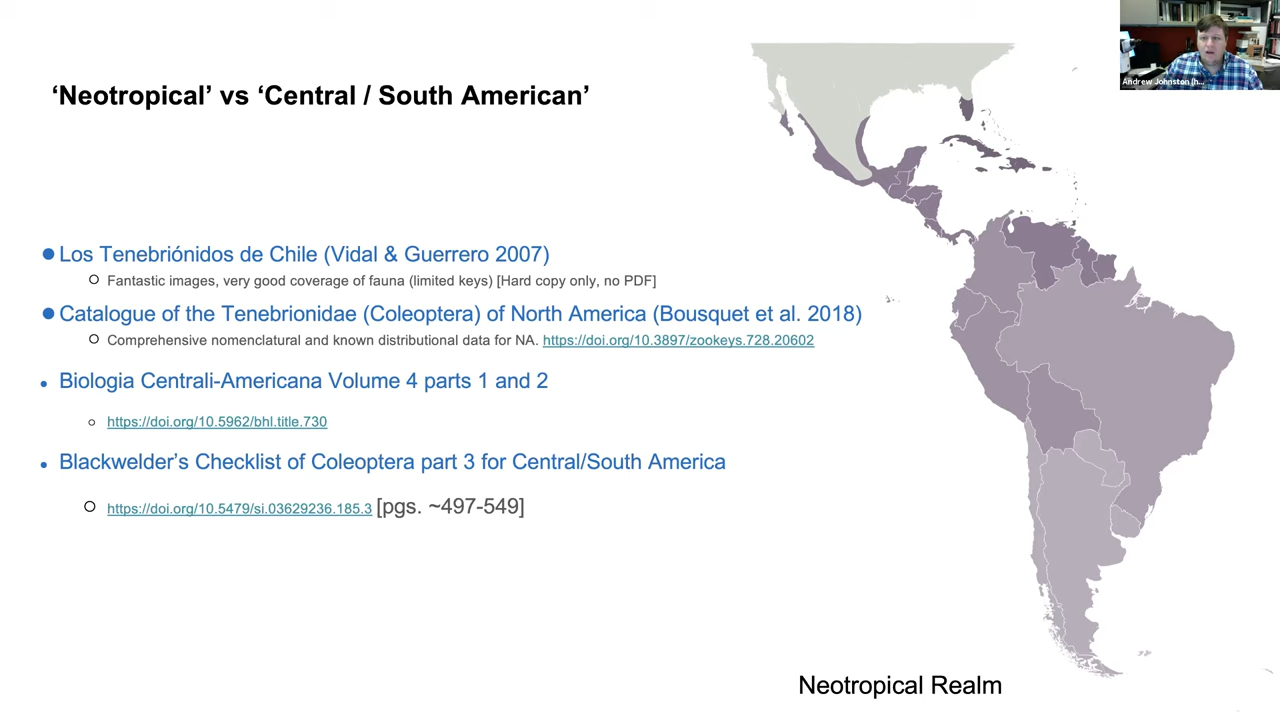 ‘Neotropical’ vs ‘Central / South American’
Andrew Johnston (h...
Los Tenebriónidos de Chile (Vidal & Guerrero 2007)
Fantastic images, very good coverage of fauna (limited keys) [Hard copy only, no PDF]
Catalogue of the Tenebrionidae (Coleoptera) of North America (Bousquet et al. 2018)
Comprehensive nomenclatural and known distributional data for NA. https://doi.org/10.3897/zookeys.728.20602
Biologia Centrali-Americana Volume 4 parts 1 and 2
https://doi.org/10.5962/bhl.title.730
Blackwelder’s Checklist of Coleoptera part 3 for Central/South America
https://doi.org/10.5479/si.03629236.185.3 [pgs. ~497-549]
Neotropical Realm